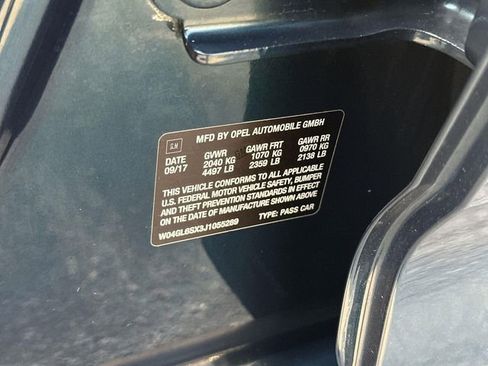 MFD BY OPEL AUTOMOBILE GMBH
GM
DATE GVWR GAWR FRT GAWR RR
09/17 2040 KG 1070 KG 0970 KG
4497 LB 2359 LB 2138 LB
THIS VEHICLE CONFORMS TO ALL APPLICABLE
U.S. FEDERAL MOTOR VEHICLE SAFETY, BUMPER
AND THEFT PREVENTION STANDARDS IN EFFECT
ON THE DATE OF MANUFACTURE SHOWN ABOVE
W04GL6SX3J1055289 TYPE: PASS CAR